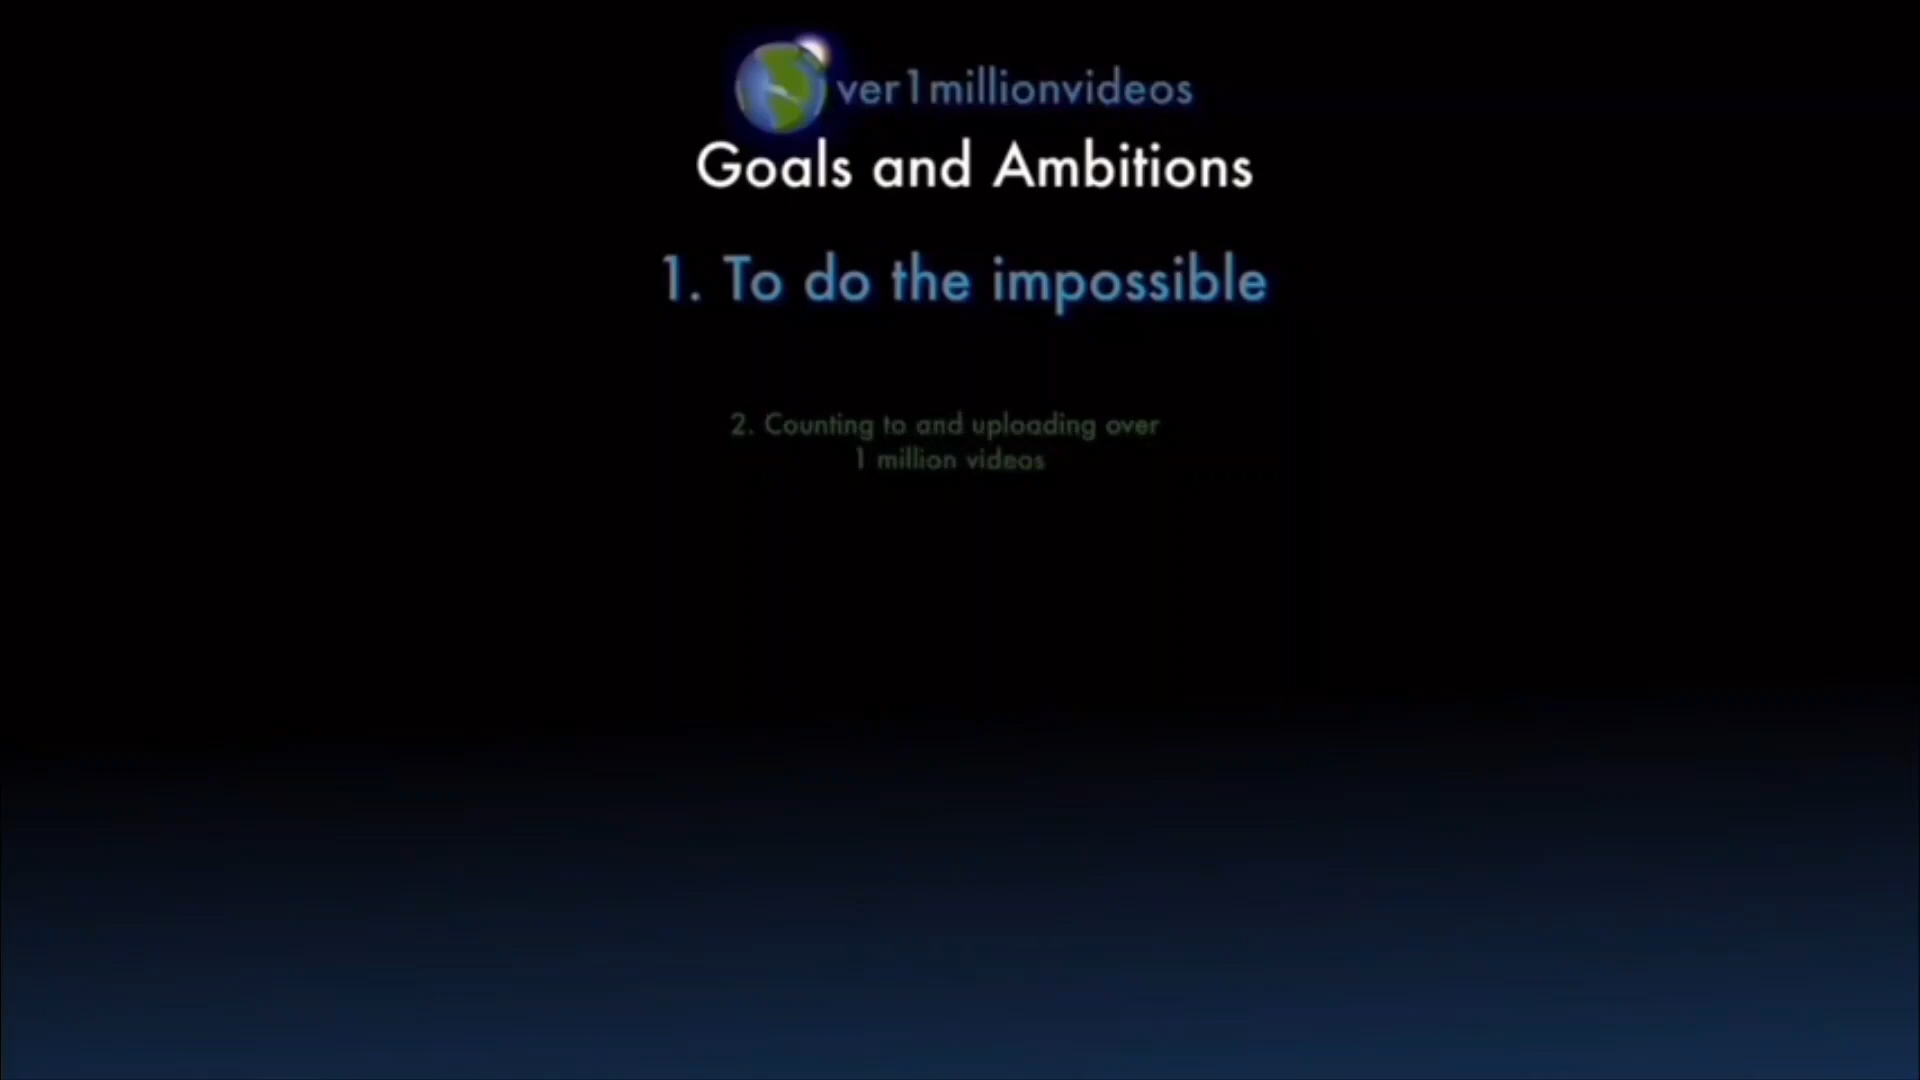 ver1millionvideos
Goals and Ambitions
1. To do the impossible
2. Counting to and uploading over
1 million videos